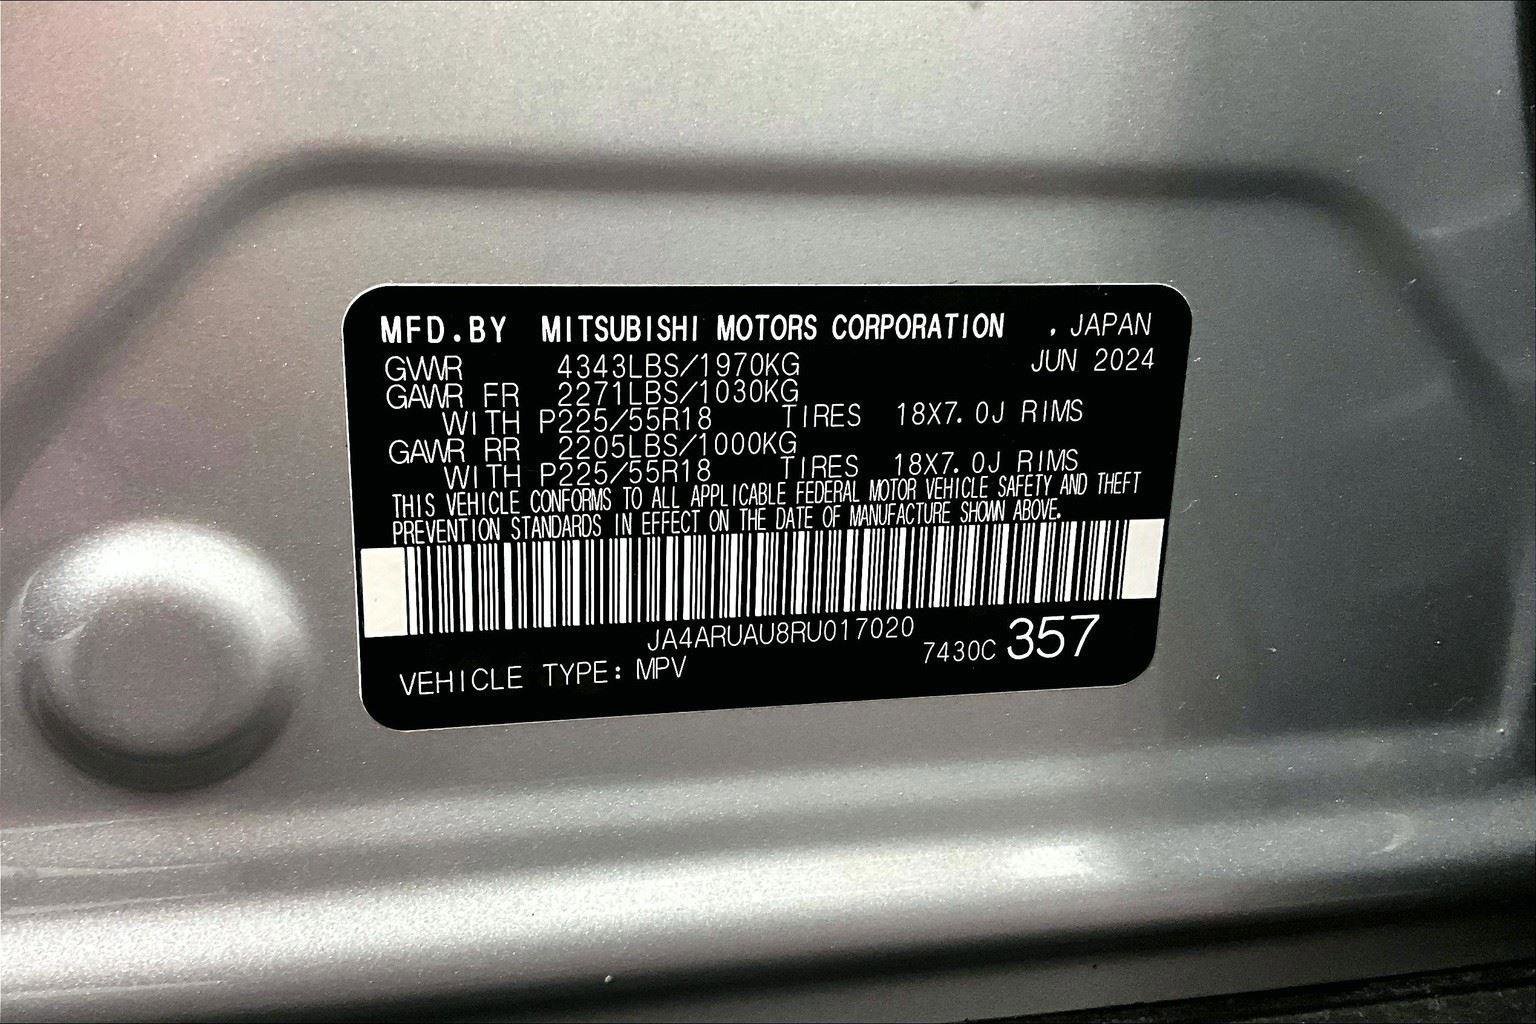 MFD.BY MITSUBISHI MOTORS CORPORATION , JAPAN
GVWR 4343LBS/1970KG JUN 2024
GAWR FR 2271LBS/1030KG
WITH P225/55R18 TIRES 18X7.0J RIMS
GAWR RR 2205LBS/1000KG
WITH P225/55R18 TIRES 18X7.0J RIMS
THIS VEHICLE CONFORMS TO ALL APPLICABLE FEDERAL MOTOR VEHICLE SAFETY AND THEFT
PREVENTION STANDARDS IN EFFECT ON THE DATE OF MANUFACTURE SHOWN ABOVE.
JA4ARUAU8RU017020
VEHICLE TYPE: MPV 7430C 357